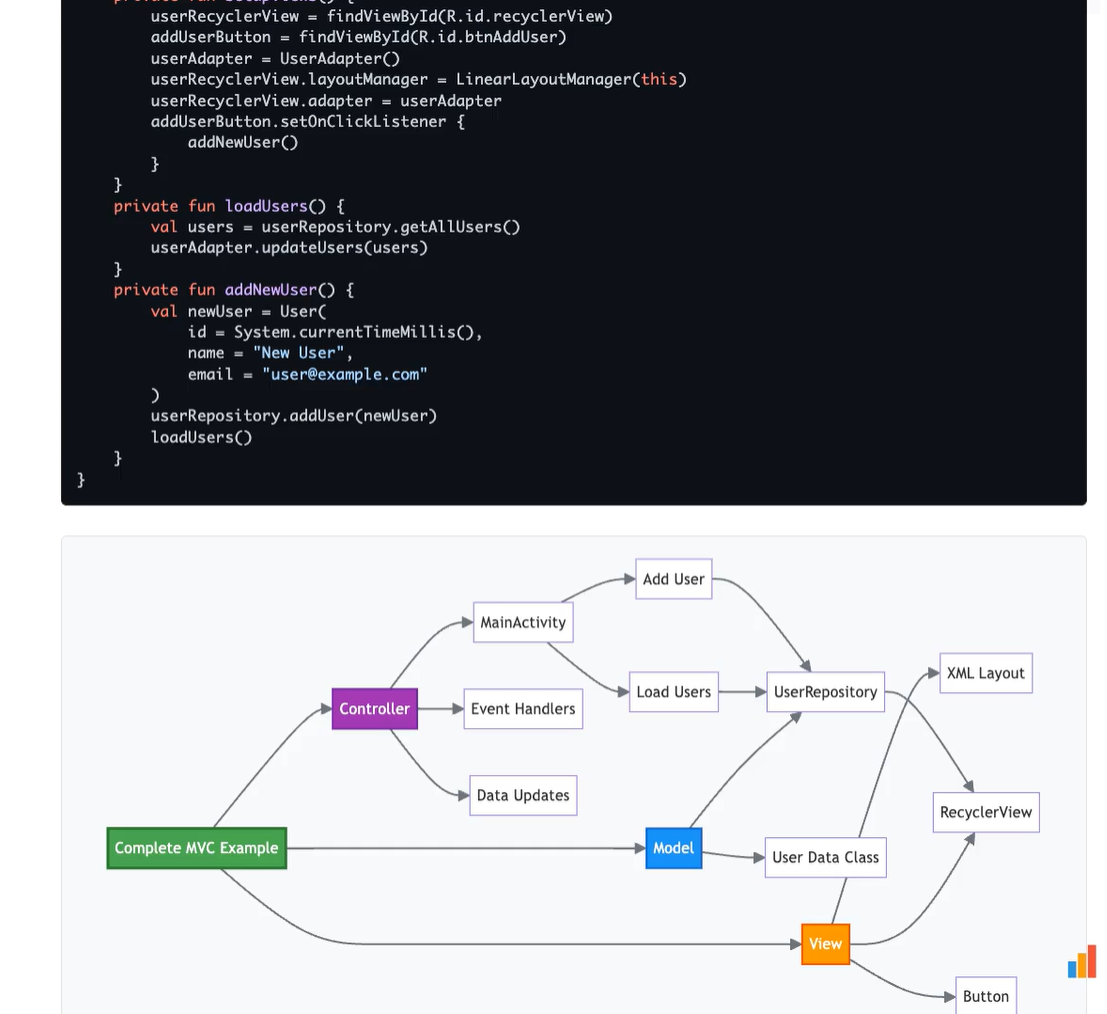 userRecyclerView = findViewById(R.id.recyclerView)
addUserButton = findViewById(R.id.btnAddUser)
userAdapter = UserAdapter()
userRecyclerView.layoutManager = LinearLayoutManager(this)
userRecyclerView.adapter = userAdapter
addUserButton.setOnClickListener {
addNewUser()
}
}
private fun loadUsers() {
val users = userRepository.getAllUsers()
userAdapter.updateUsers(users)
}
private fun addNewUser() {
val newUser = User(
id = System.currentTimeMillis(),
name = "New User",
email = "user@example.com"
)
userRepository.addUser(newUser)
loadUsers()
}
}
Add User
MainActivity
XML Layout
Load Users
UserRepository
Controller
Event Handlers
Data Updates
RecyclerView
Complete MVC Example
Model
User Data Class
View
Button